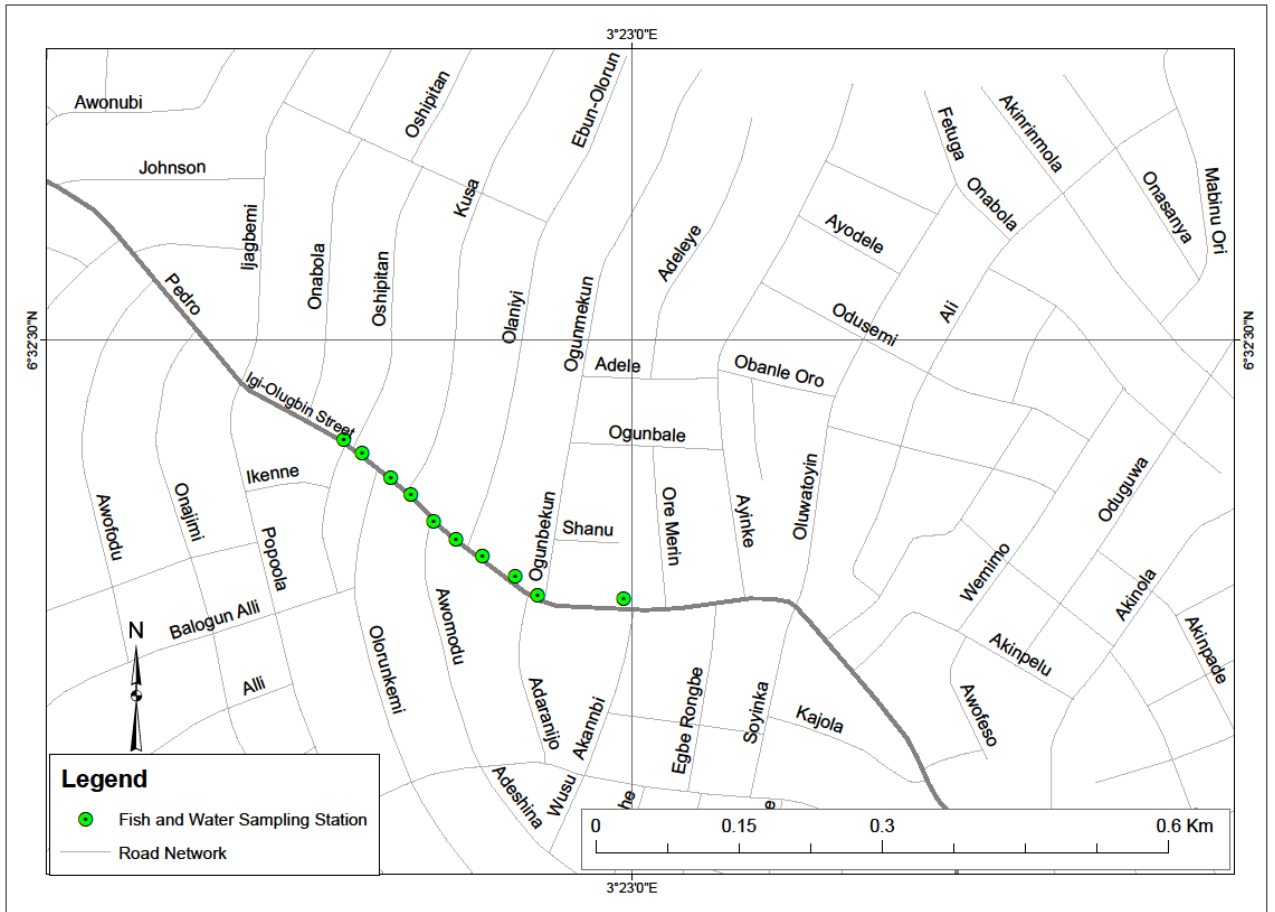 3°23'0"E
Awonubi
Oshipitan
Ebun-Olorun
Fetuga
Akinrinmola
Johnson
Kusa
Onabola
Onasanya
Mabinu Ori
Ijagbemi
Onabola
Oshipitan
Adeleye
Ayodele
Pedro
Olaniyi
Ogunmekun
Odusemi
Ali
6°32'30"N
6°32'30"N
Igi-Olugbin Street
Adele
Obanle Oro
Ogunbale
Ikenne
Awofodu
Onajimi
Popoola
Ogunbekun
Shanu
Ore Merin
Ayinke
Oluwatoyin
Oduguwa
Wemimo
Akinola
Balogun Alli
N
Olorunkemi
Awomodu
Akinpelu
Akinpade
Alli
Adaranijo
Akannbi
Egbe Rongbe
Soyinka
Kajola
Awofeso
Adeshina
Wusu
he
e
Legend
Fish and Water Sampling Station
Road Network
0 0.15 0.3 0.6 Km
3°23'0"E